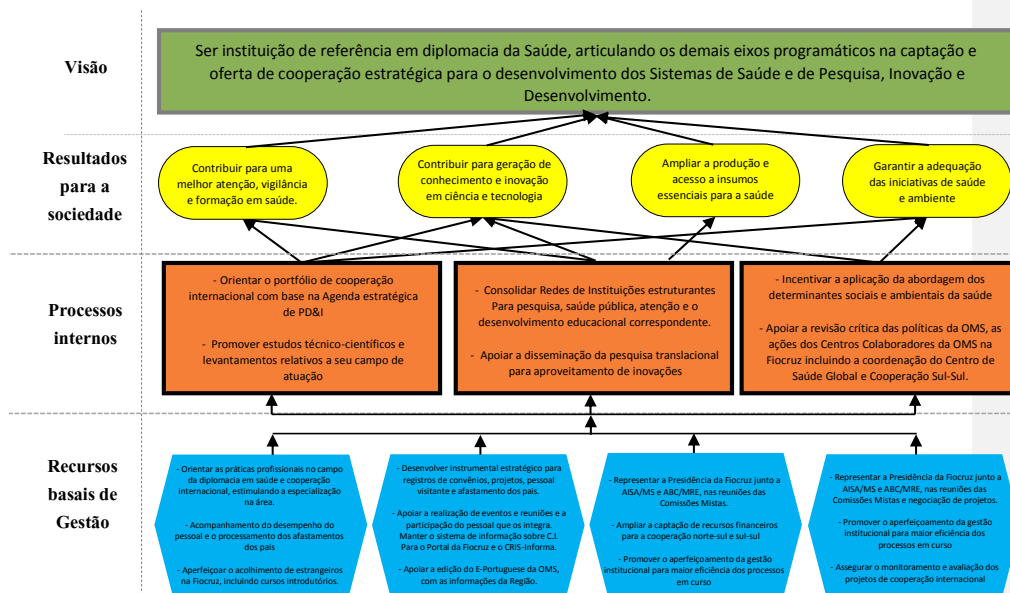 Visão
Ser instituição de referência em diplomacia da Saúde, articulando os demais eixos programáticos na captação e
oferta de cooperação estratégica para o desenvolvimento dos Sistemas de Saúde e de Pesquisa, Inovação e
Desenvolvimento.
Resultados
para a
sociedade
Contribuir para uma
melhor atenção, vigilância
e formação em saúde.
Contribuir para geração de
conhecimento e inovação
em ciência e tecnologia
Ampliar a produção e
acesso a insumos
essenciais para a saúde
Garantir a adequação
das iniciativas de saúde
e ambiente
Processos
internos
- Orientar o portfólio de cooperação
internacional com base na Agenda estratégica
de PD&I
- Promover estudos técnico-científicos e
levantamentos relativos a seu campo de
atuação
- Consolidar Redes de Instituições estruturantes
Para pesquisa, saúde pública, atenção e o
desenvolvimento educacional correspondente.
- Apoiar a disseminação da pesquisa translacional
para aproveitamento de inovações
- Incentivar a aplicação da abordagem dos
determinantes sociais e ambientais da saúde
- Apoiar a revisão crítica das políticas da OMS, as
ações dos Centros Colaboradores da OMS na
Fiocruz incluindo a coordenação do Centro de
Saúde Global e Cooperação Sul-Sul.
Recursos
basais de
Gestão
- Orientar as práticas profissionais no campo
da diplomacia em saúde e cooperação
internacional, estimulando a especialização
na área.
- Acompanhamento do desempenho do
pessoal e o processamento dos afastamentos
dos pais
- Aperfeiçoar o acolhimento de estrangeiros
na Fiocruz, incluindo cursos introdutórios.
- Desenvolver instrumental estratégico para
registros de convênios, projetos, pessoal
visitante e afastamento dos pais.
- Apoiar a realização de eventos e reuniões e a
participação do pessoal que os integra.
Manter o sistema de informação sobre C.I.
Para o Portal da Fiocruz e o CRIS-Informa.
- Apoiar a edição do E-Portuguese da OMS,
com as informações da Região.
- Representar a Presidência da Fiocruz junto a
AISA/MS e ABC/MRE, nas reuniões das
Comissões Mistas.
- Ampliar a captação de recursos financeiros
para a cooperação norte-sul e sul-sul
- Promover o aperfeiçoamento da gestão
institucional para maior eficiência dos processos
em curso
- Representar a Presidência da Fiocruz junto a
AISA/MS e ABC/MRE, nas reuniões das
Comissões Mistas e negociação de projetos.
- Promover o aperfeiçoamento da gestão
institucional para maior eficiência dos
processos em curso
- Assegurar o monitoramento e avaliação dos
projetos de cooperação internacional